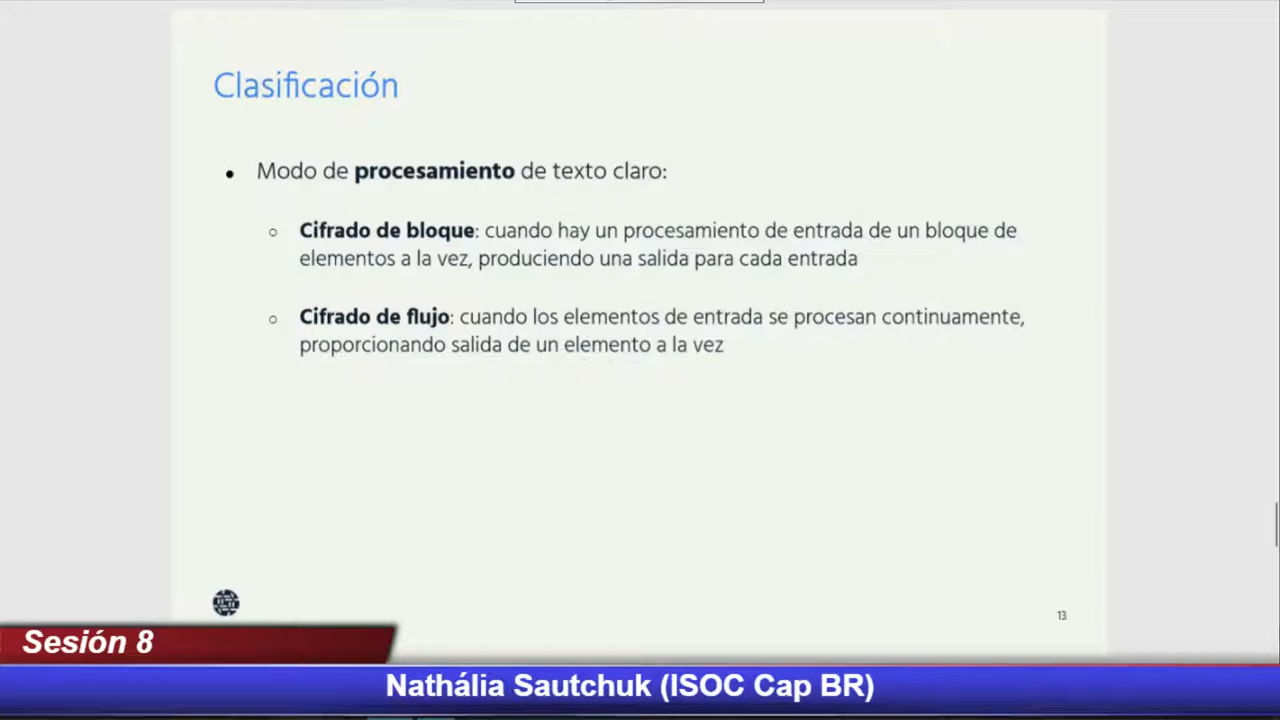 Clasificación
• Modo de procesamiento de texto claro:
○ Cifrado de bloque: cuando hay un procesamiento de entrada de un bloque de
elementos a la vez, produciendo una salida para cada entrada
○ Cifrado de flujo: cuando los elementos de entrada se procesan continuamente,
proporcionando salida de un elemento a la vez
13
Sesión 8
Nathália Sautchuk (ISOC Cap BR)